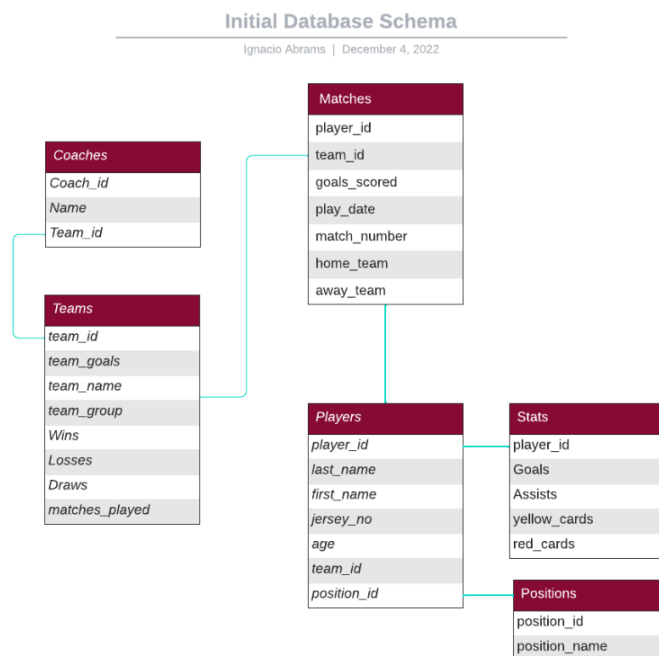 Initial Database Schema
Ignacio Abrams | December 4, 2022
Matches
player_id
team_id
goals_scored
play_date
match_number
home_team
away_team
Coaches
Coach_id
Name
Team_id
Teams
team_id
team_goals
team_name
team_group
Wins
Losses
Draws
matches_played
Players
player_id
last_name
first_name
jersey_no
age
team_id
position_id
Stats
player_id
Goals
Assists
yellow_cards
red_cards
Positions
position_id
position_name